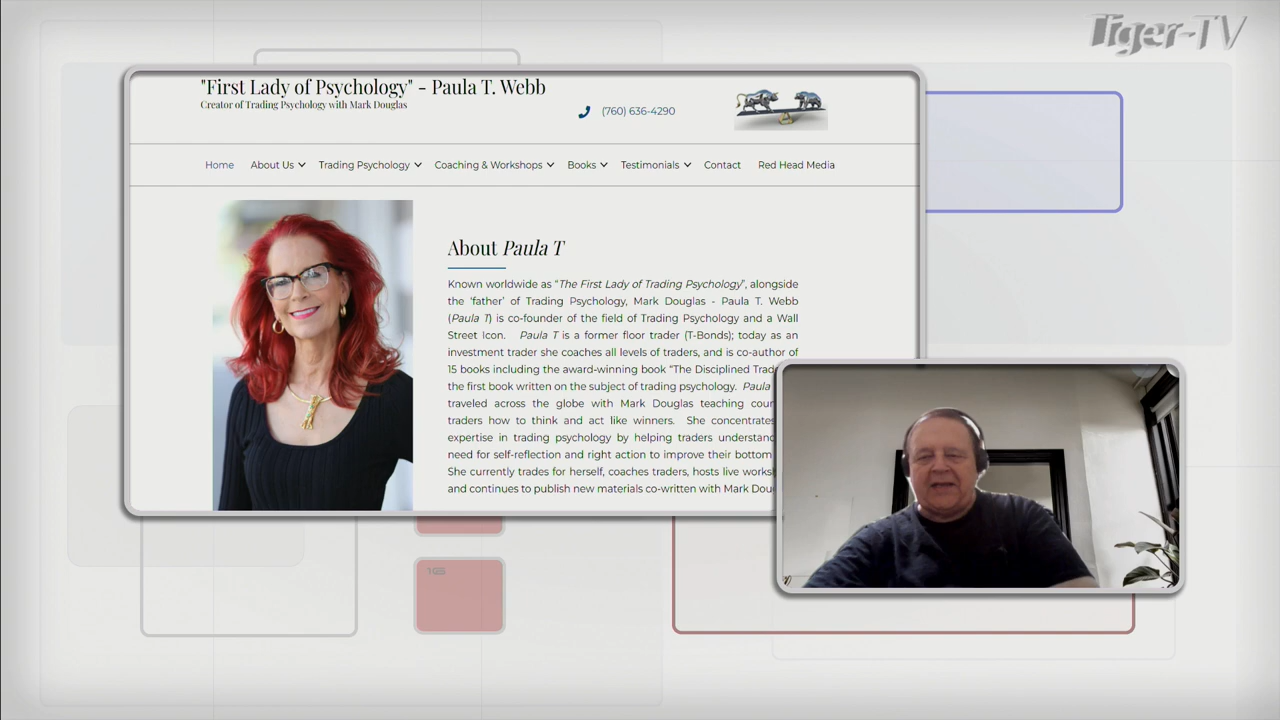 Tiger-TV
"First Lady of Psychology" - Paula T. Webb
Creator of Trading Psychology with Mark Douglas
(760) 636-4290
Home About Us Trading Psychology Coaching & Workshops Books Testimonials Contact Red Head Media
About Paula T
Known worldwide as “The First Lady of Trading Psychology”, alongside
the ‘father’ of Trading Psychology, Mark Douglas - Paula T. Webb
(Paula T) is co-founder of the field of Trading Psychology and a Wall
Street Icon. Paula T is a former floor trader (T-Bonds); today as an
investment trader she coaches all levels of traders, and is co-author of
15 books including the award-winning book “The Disciplined Trad
the first book written on the subject of trading psychology. Paula
traveled across the globe with Mark Douglas teaching cou
traders how to think and act like winners. She concentrates
expertise in trading psychology by helping traders understan
need for self-reflection and right action to improve their bottom
She currently trades for herself, coaches traders, hosts live works
and continues to publish new materials co-written with Mark Dou